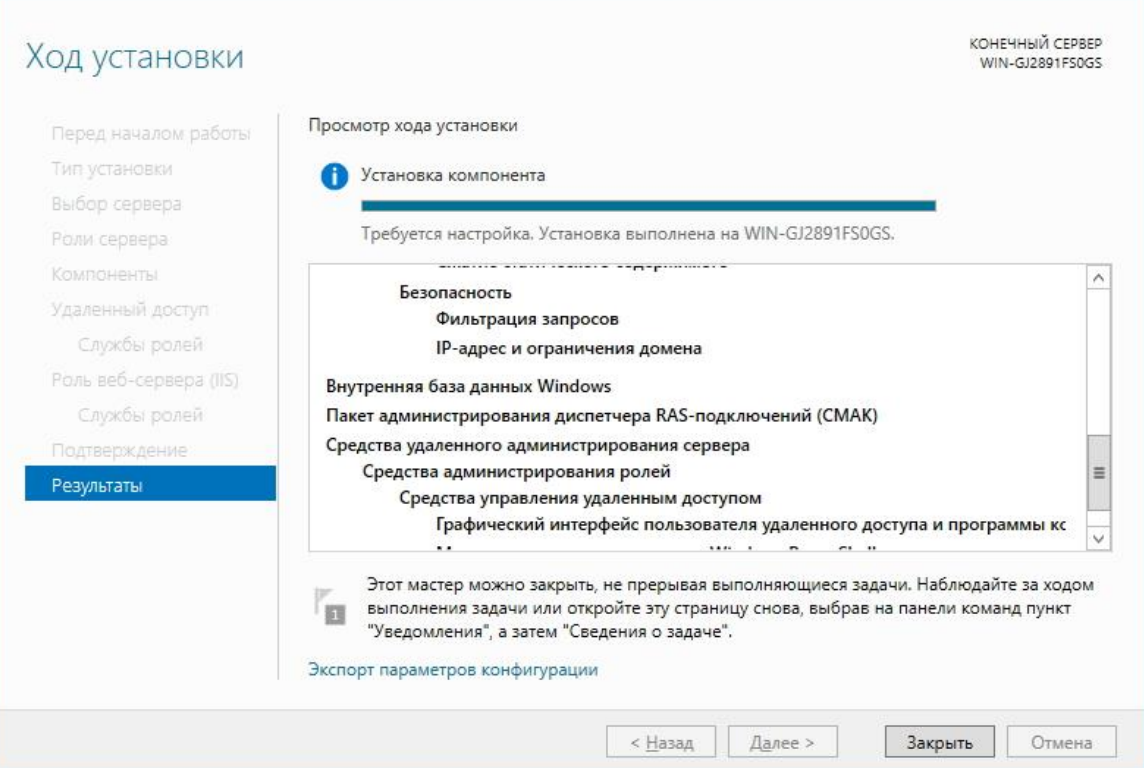 Ход установки
КОНЕЧНЫЙ СЕРВЕР
WIN-GJ2891FS0GS
Перед началом работы
Тип установки
Выбор сервера
Роли сервера
Компоненты
Удаленный доступ
Службы ролей
Роль веб-сервера (IIS)
Службы ролей
Подтверждение
Результаты
Просмотр хода установки
Установка компонента
Требуется настройка. Установка выполнена на WIN-GJ2891FS0GS.
Безопасность
Фильтрация запросов
IP-адрес и ограничения домена
Внутренняя база данных Windows
Пакет администрирования диспетчера RAS-подключений (CMAK)
Средства удаленного администрирования сервера
Средства администрирования ролей
Средства управления удаленным доступом
Графический интерфейс пользователя удаленного доступа и программы кс
1
Этот мастер можно закрыть, не прерывая выполняющиеся задачи. Наблюдайте за ходом
выполнения задачи или откройте эту страницу снова, выбрав на панели команд пункт
"Уведомления", а затем "Сведения о задаче".
Экспорт параметров конфигурации
< Назад
Далее >
Закрыть
Отмена